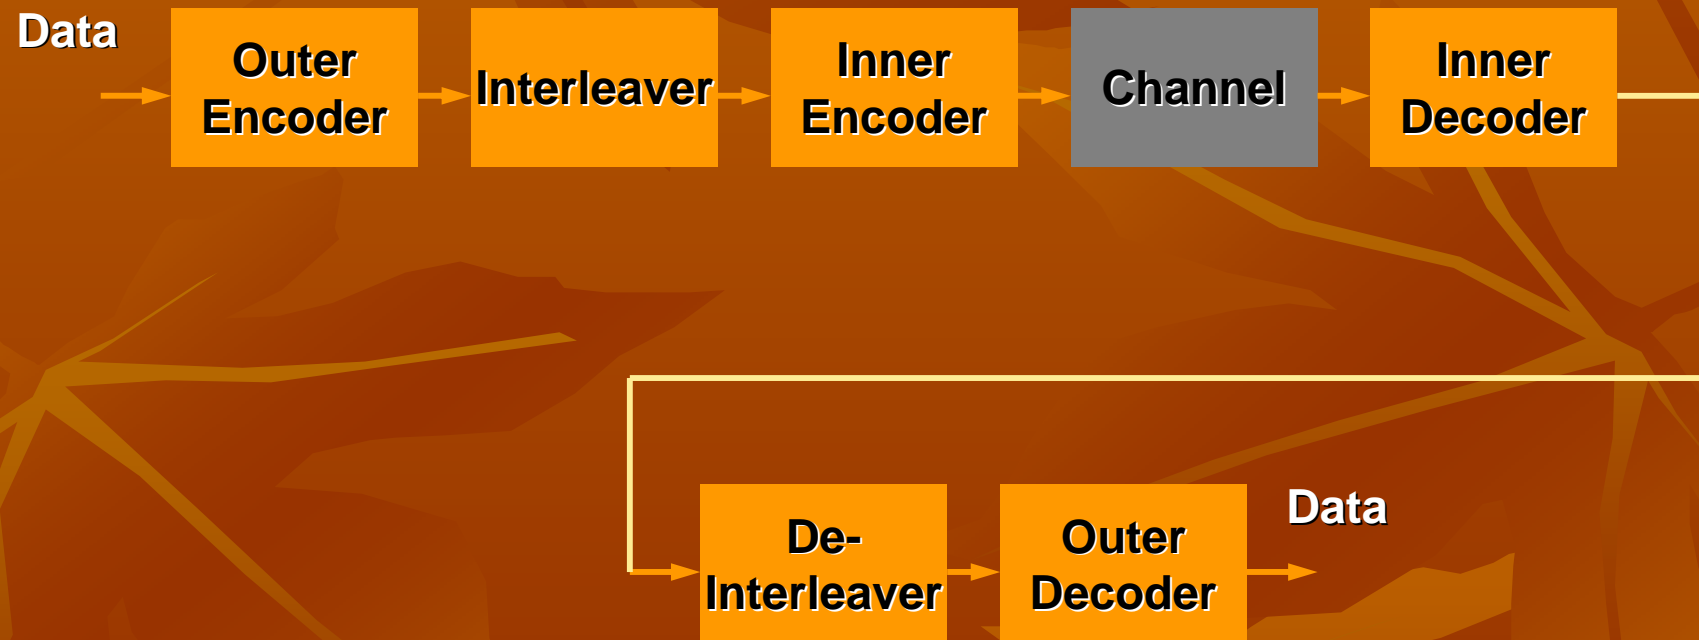 Data
Outer
Encoder
Interleaver
Inner
Encoder
Channel
Inner
Decoder
De-
Interleaver
Outer
Decoder
Data